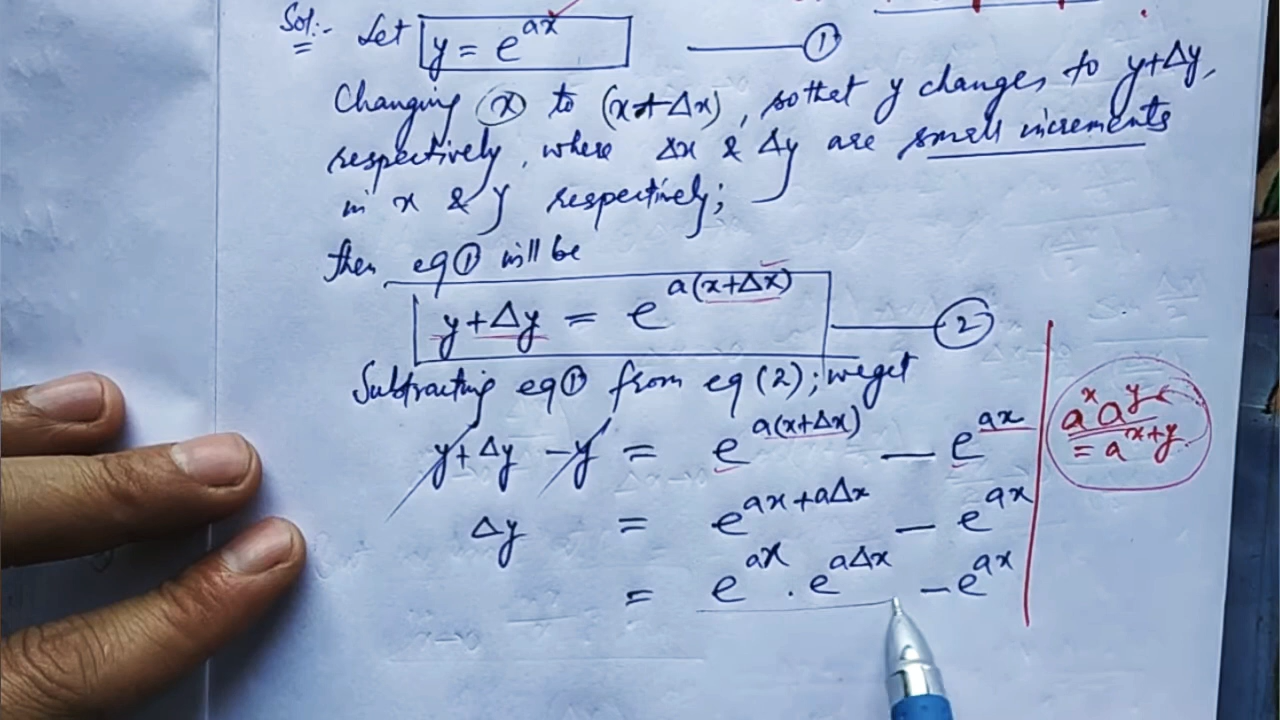 Sol:- Let y = e^{ax} ——— ①
Changing (x) to (x+Δx), so that y changes to y+Δy,
respectively, where Δx & Δy are small increments
in x & y respectively;
then eq ① will be
y+Δy = e^{a(x+Δx)} ——— ②
Subtracting eq ① from eq (2); we get
y+Δy - y = e^{a(x+Δx)} - e^{ax}
Δy = e^{ax+aΔx} - e^{ax}
= e^{ax} . e^{aΔx} - e^{ax}
a^x a^y
= a^{x+y}